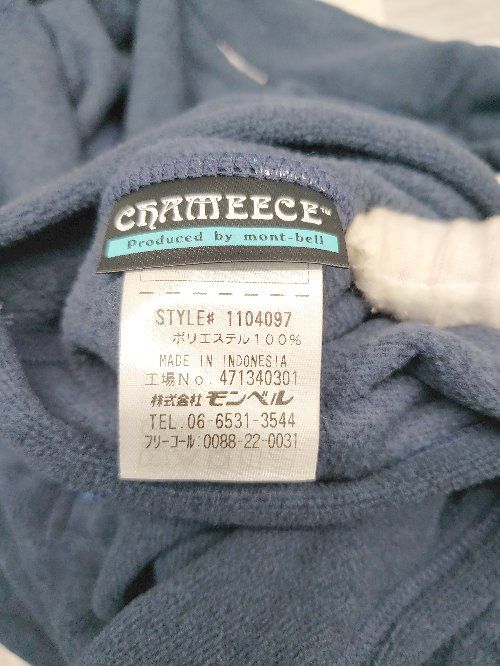 CHAMEECE™
Produced by mont-bell
STYLE# 1104097
ポリエステル100%
MADE IN INDONESIA
工場No. 471340301
株式会社 モンベル
TEL. 06-6531-3544
フリーコール:0088-22-0031